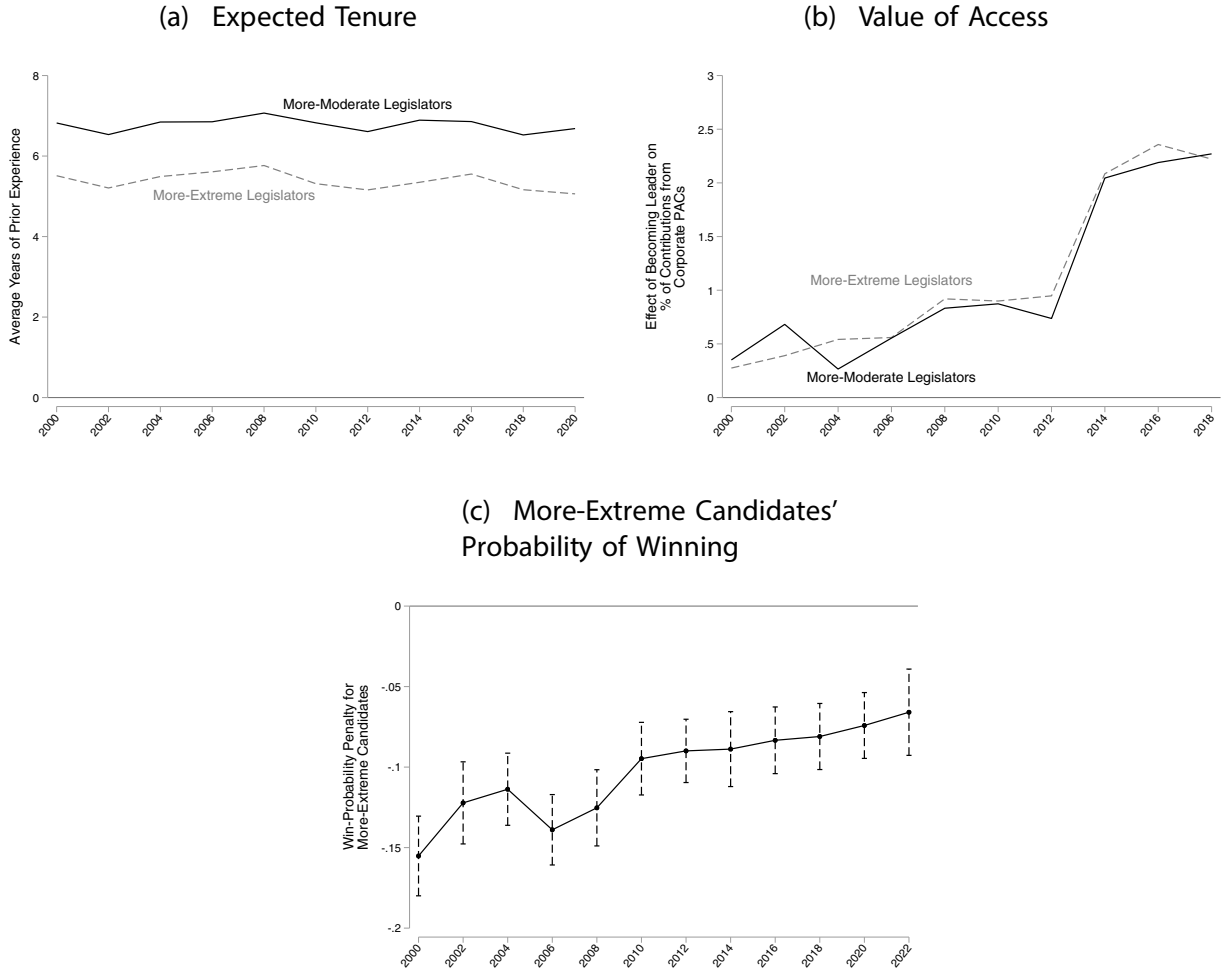 (a) Expected Tenure
Average Years of Prior Experience
8
6
4
2
0
More-Moderate Legislators
More-Extreme Legislators
2000 2002 2004 2006 2008 2010 2012 2014 2016 2018 2020
(b) Value of Access
Effect of Becoming Leader on
% of Contributions from
Corporate PACs
3
2.5
2
1.5
1
.5
0
More-Extreme Legislators
More-Moderate Legislators
2000 2002 2004 2006 2008 2010 2012 2014 2016 2018
(c) More-Extreme Candidates’
Probability of Winning
Win-Probability Penalty for
More-Extreme Candidates
0
-.05
-.1
-.15
-.2
2000 2002 2004 2006 2008 2010 2012 2014 2016 2018 2020 2022